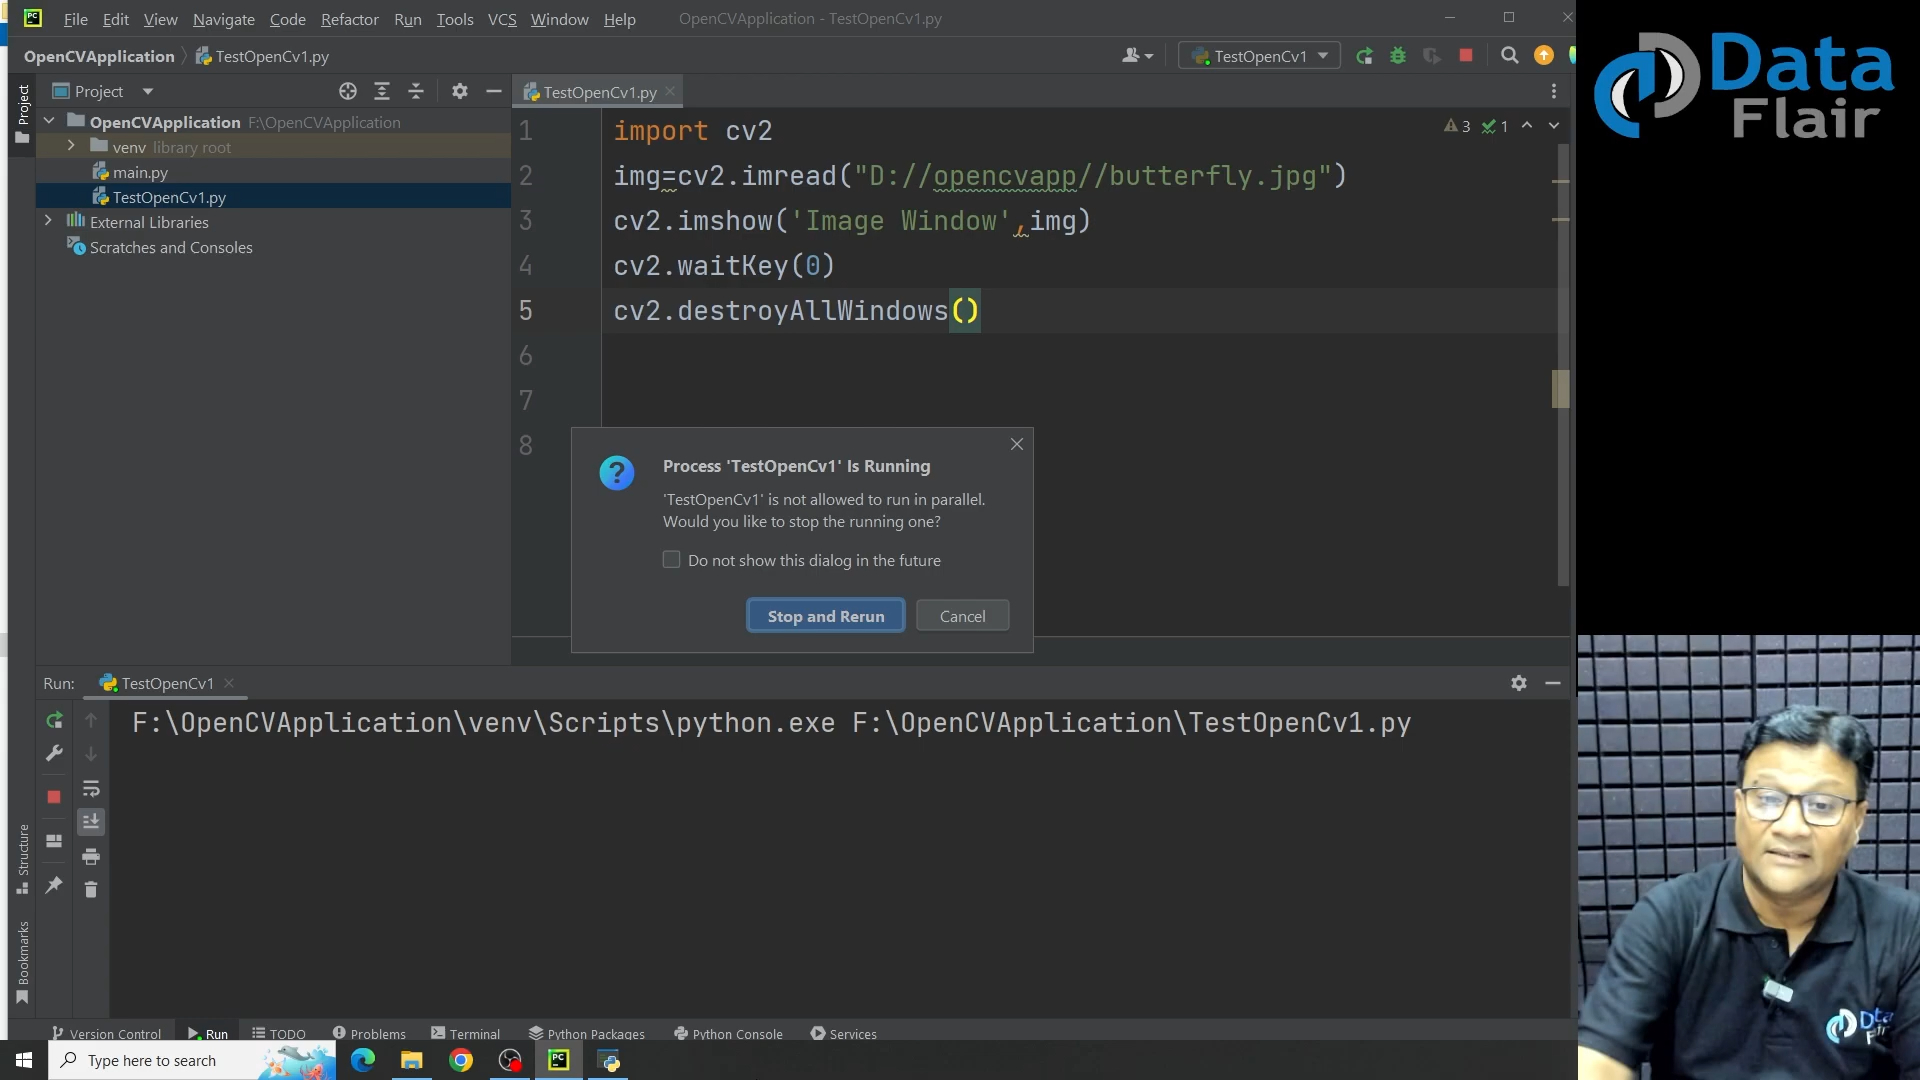 File Edit View Navigate Code Refactor Run Tools VCS Window Help OpenCVApplication - TestOpenCv1.py
OpenCVApplication TestOpenCv1.py
TestOpenCv1
Data
Flair
Project
Project
TestOpenCv1.py
OpenCVApplication F:\OpenCVApplication
venv library root
main.py
TestOpenCv1.py
External Libraries
Scratches and Consoles
3 1
1 import cv2
2 img=cv2.imread("D://opencvapp//butterfly.jpg")
3 cv2.imshow('Image Window',img)
4 cv2.waitKey(0)
5 cv2.destroyAllWindows()
6
7
8
Process 'TestOpenCv1' Is Running
'TestOpenCv1' is not allowed to run in parallel.
Would you like to stop the running one?
Do not show this dialog in the future
Stop and Rerun Cancel
Run: TestOpenCv1
F:\OpenCVApplication\venv\Scripts\python.exe F:\OpenCVApplication\TestOpenCv1.py
Structure
Bookmarks
Version Control Run TODO Problems Terminal Python Packages Python Console Services
Type here to search
PC